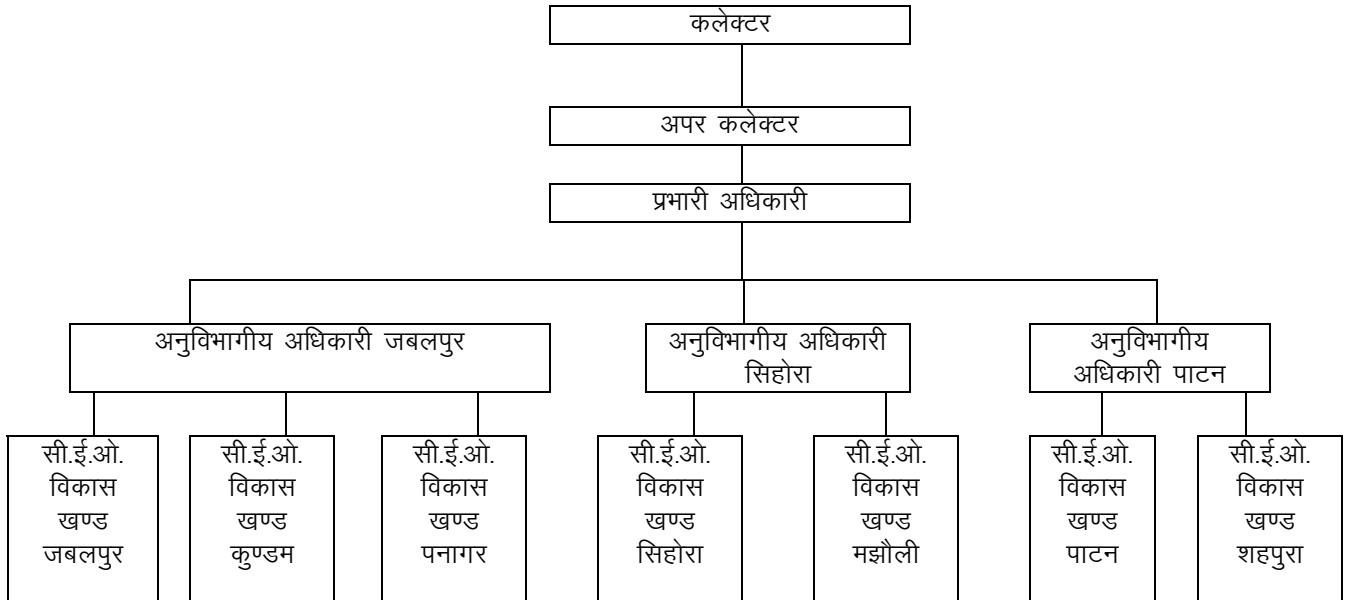 कलेक्टर
अपर कलेक्टर
प्रभारी अधिकारी
अनुविभागीय अधिकारी जबलपुर
अनुविभागीय अधिकारी
सिहोरा
अनुविभागीय
अधिकारी पाटन
सी.ई.ओ.
विकास
खण्ड
जबलपुर
सी.ई.ओ.
विकास
खण्ड
कुण्डम
सी.ई.ओ.
विकास
खण्ड
पनागर
सी.ई.ओ.
विकास
खण्ड
सिहोरा
सी.ई.ओ.
विकास
खण्ड
मझौली
सी.ई.ओ.
विकास
खण्ड
पाटन
सी.ई.ओ.
विकास
खण्ड
शहपुरा